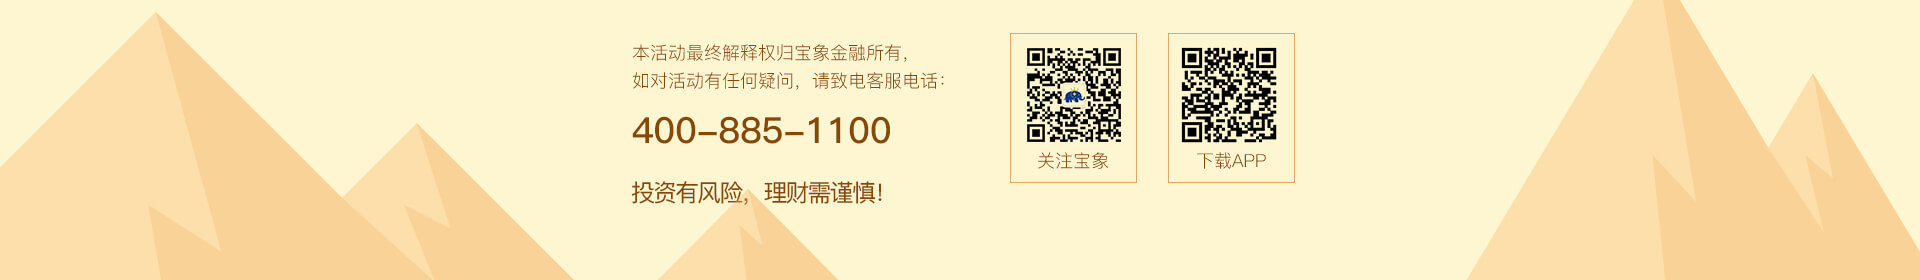 本活动最终解释权归宝象金融所有，
如对活动有任何疑问，请致电客服电话：
400-885-1100
投资有风险，理财需谨慎！
关注宝象
下载APP